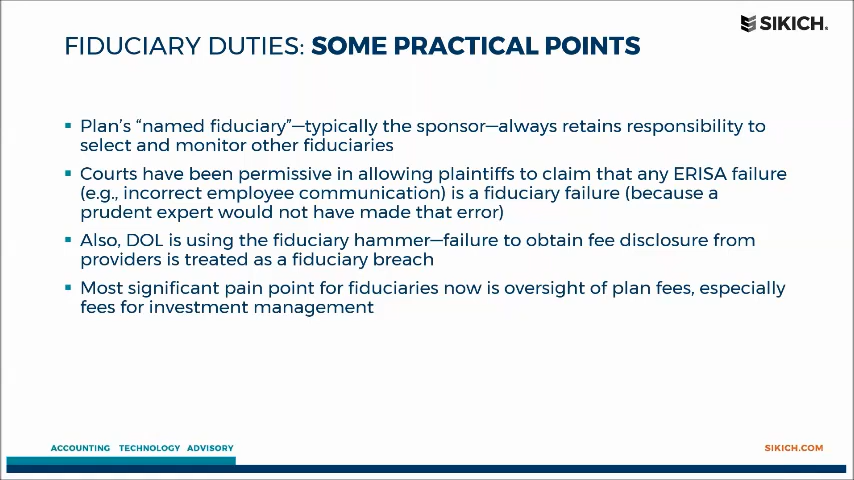 SIKICH.
FIDUCIARY DUTIES: SOME PRACTICAL POINTS
▪ Plan's “named fiduciary”—typically the sponsor—always retains responsibility to
select and monitor other fiduciaries
▪ Courts have been permissive in allowing plaintiffs to claim that any ERISA failure
(e.g., incorrect employee communication) is a fiduciary failure (because a
prudent expert would not have made that error)
▪ Also, DOL is using the fiduciary hammer—failure to obtain fee disclosure from
providers is treated as a fiduciary breach
▪ Most significant pain point for fiduciaries now is oversight of plan fees, especially
fees for investment management
ACCOUNTING TECHNOLOGY ADVISORY
SIKICH.COM